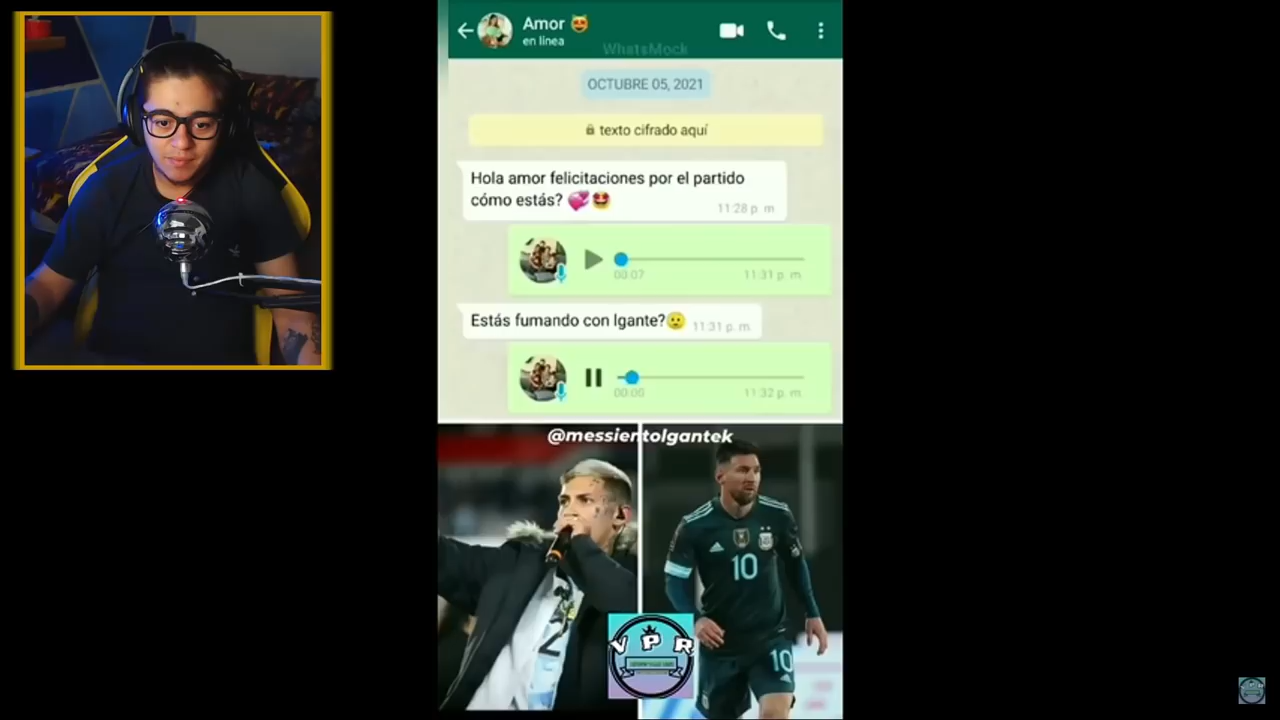 Amor
en línea
WhatsMock
OCTUBRE 05, 2021
texto cifrado aquí
Hola amor felicitaciones por el partido
cómo estás?
11:28 p. m
00:07
11:31 p. m
Estás fumando con lgante?
11:31 p. m.
00:00
11:32 p. m
@messientolgantek
10
10
2
VPR